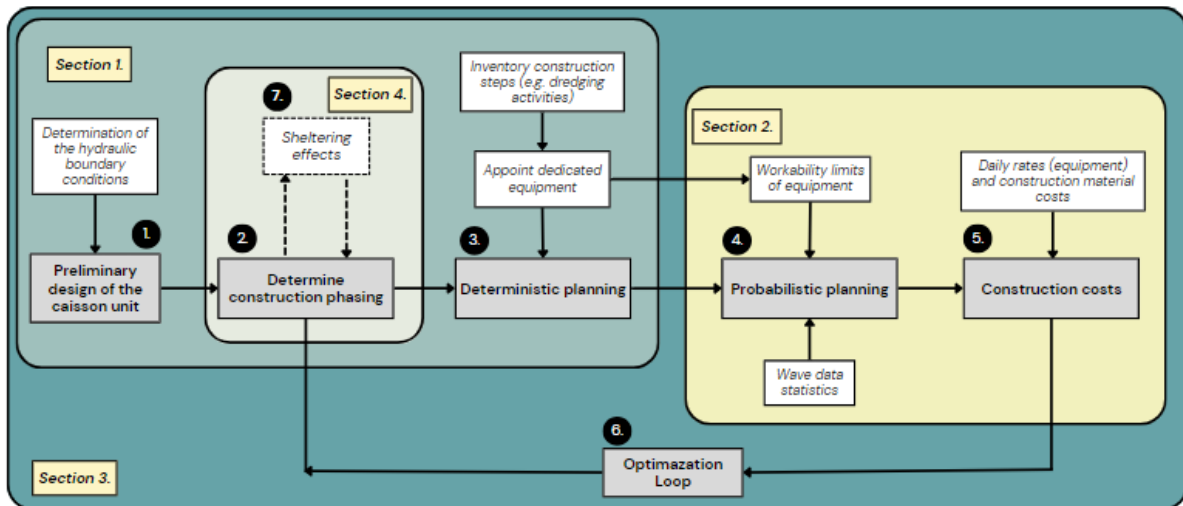 Section 1.
Determination of
the hydraulic
boundary
conditions
1.
Preliminary
design of the
caisson unit
7.
Section 4.
Sheltering
effects
2.
Determine
construction phasing
Inventory construction
steps (e.g. dredging
activities)
Appoint dedicated
equipment
3.
Deterministic planning
Section 2.
Workability limits
of equipment
4.
Probabilistic planning
Wave data
statistics
Daily rates (equipment)
and construction material
costs
5.
Construction costs
6.
Optimazation
Loop
Section 3.